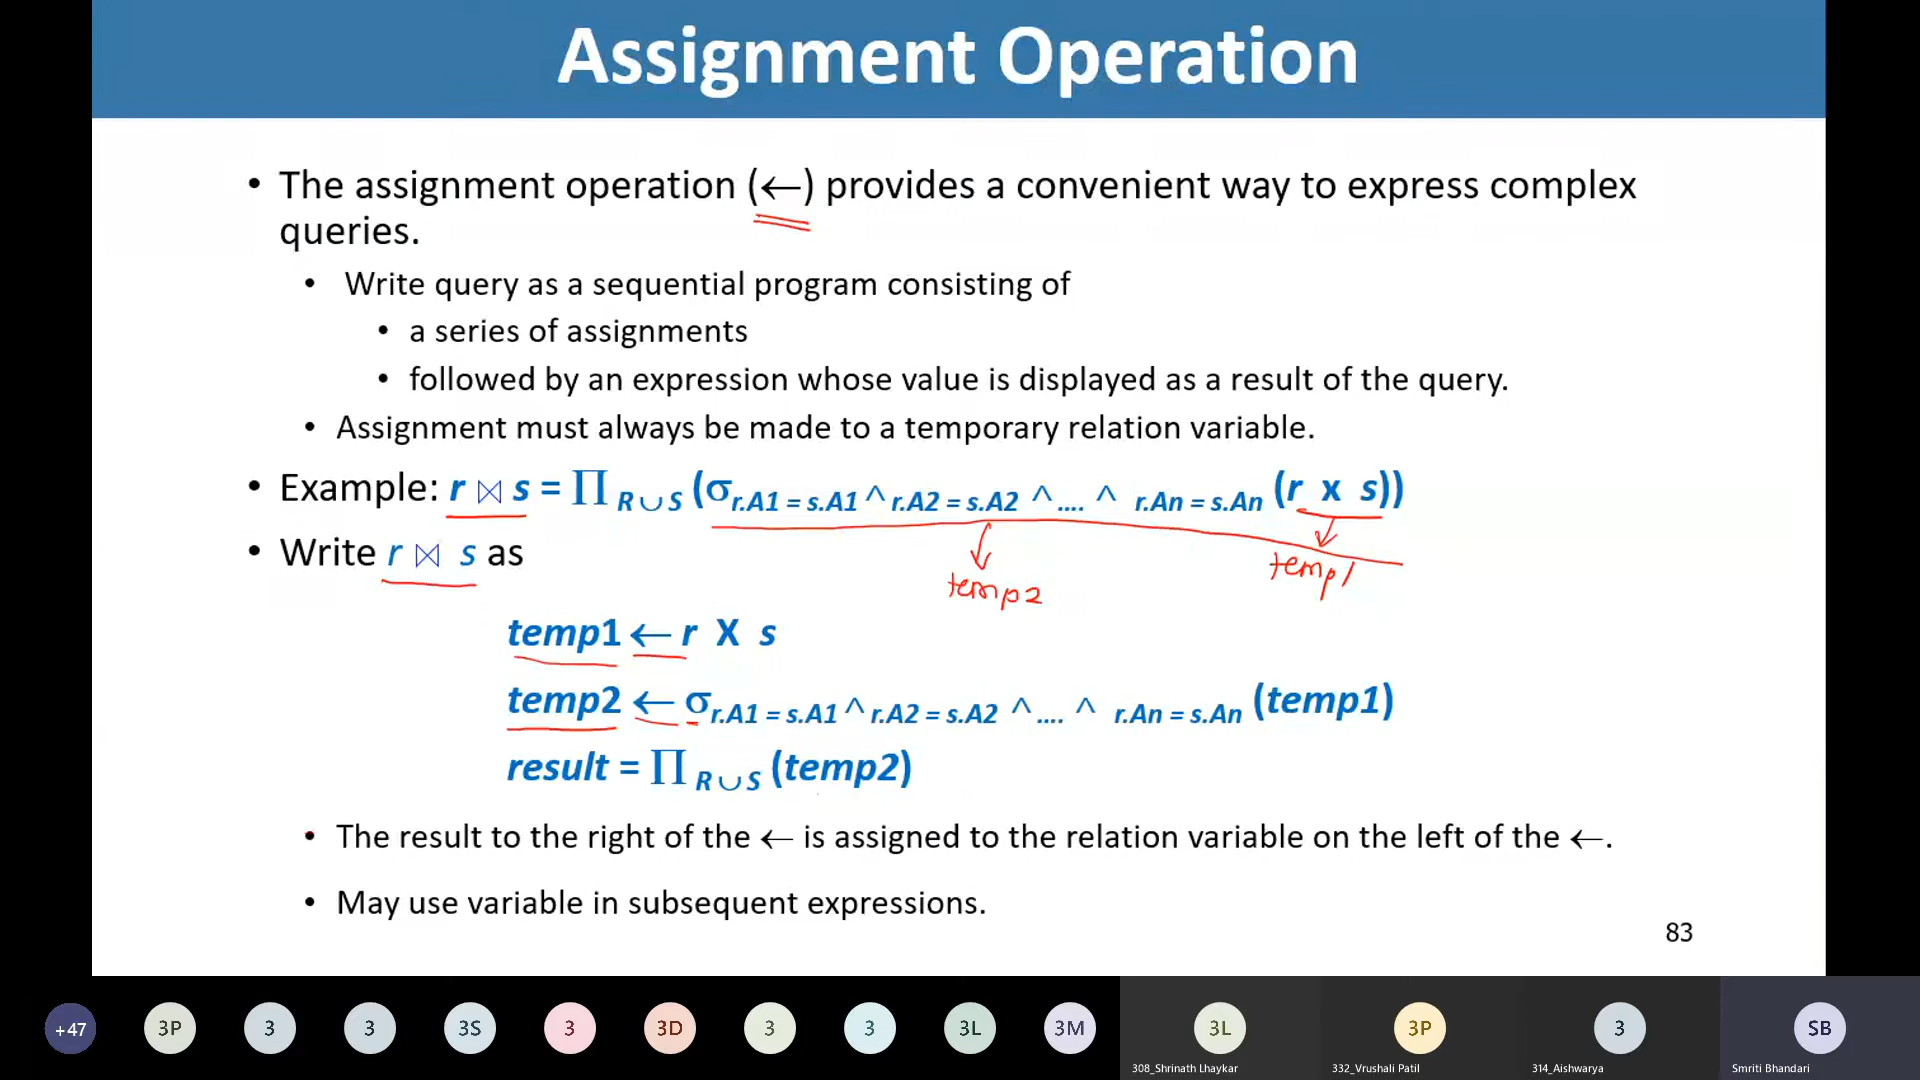 Assignment Operation
• The assignment operation (←) provides a convenient way to express complex
queries.
• Write query as a sequential program consisting of
• a series of assignments
• followed by an expression whose value is displayed as a result of the query.
• Assignment must always be made to a temporary relation variable.
• Example: r ⋈ s = ∏ R ∪ S (σr.A1 = s.A1 ^ r.A2 = s.A2 ^ .... ^ r.An = s.An (r x s))
• Write r ⋈ s as
temp1
temp2
temp1 ← r X s
temp2 ← σr.A1 = s.A1 ^ r.A2 = s.A2 ^ .... ^ r.An = s.An (temp1)
result = ∏ R ∪ S (temp2)
• The result to the right of the ← is assigned to the relation variable on the left of the ←.
• May use variable in subsequent expressions.
83
+47 3P 3 3 3S 3 3D 3 3 3L 3M 3L 3P 3 SB
308_Shrinath Lhaykar 332_Vrushali Patil 314_Aishwarya Smriti Bhandari